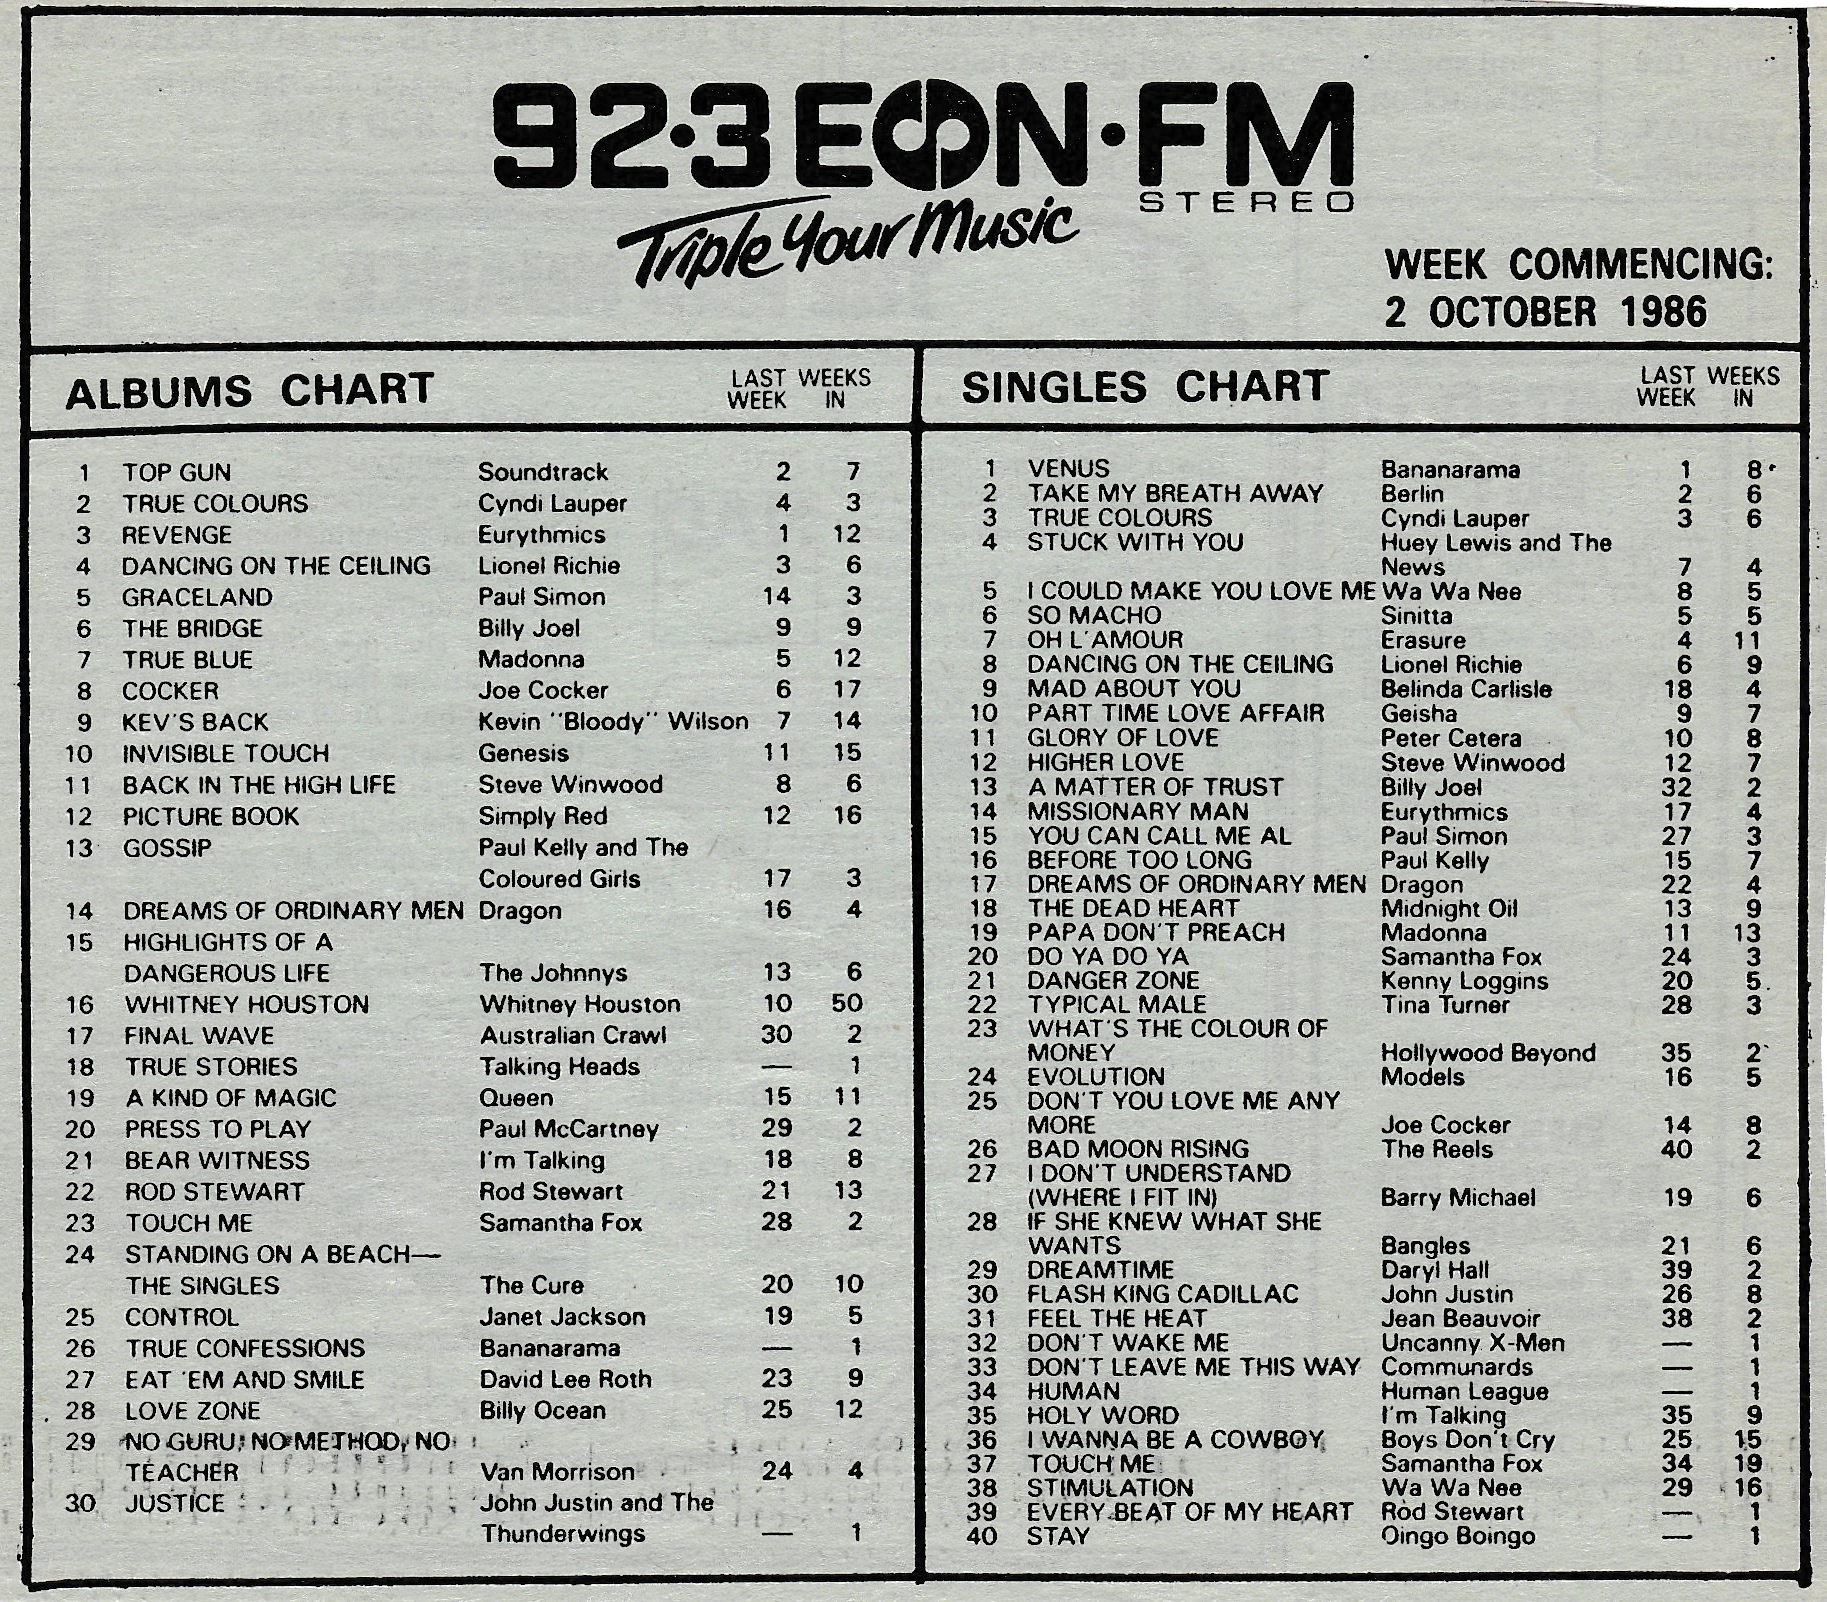 92·3 EON·FM
STEREO
Triple Your Music
WEEK COMMENCING:
2 OCTOBER 1986
ALBUMS CHART LAST WEEKS
WEEK IN
1 TOP GUN Soundtrack 2 7
2 TRUE COLOURS Cyndi Lauper 4 3
3 REVENGE Eurythmics 1 12
4 DANCING ON THE CEILING Lionel Richie 3 6
5 GRACELAND Paul Simon 14 3
6 THE BRIDGE Billy Joel 9 9
7 TRUE BLUE Madonna 5 12
8 COCKER Joe Cocker 6 17
9 KEV'S BACK Kevin "Bloody" Wilson 7 14
10 INVISIBLE TOUCH Genesis 11 15
11 BACK IN THE HIGH LIFE Steve Winwood 8 6
12 PICTURE BOOK Simply Red 12 16
13 GOSSIP Paul Kelly and The
Coloured Girls 17 3
14 DREAMS OF ORDINARY MEN Dragon 16 4
15 HIGHLIGHTS OF A
DANGEROUS LIFE The Johnnys 13 6
16 WHITNEY HOUSTON Whitney Houston 10 50
17 FINAL WAVE Australian Crawl 30 2
18 TRUE STORIES Talking Heads — 1
19 A KIND OF MAGIC Queen 15 11
20 PRESS TO PLAY Paul McCartney 29 2
21 BEAR WITNESS I'm Talking 18 8
22 ROD STEWART Rod Stewart 21 13
23 TOUCH ME Samantha Fox 28 2
24 STANDING ON A BEACH—
THE SINGLES The Cure 20 10
25 CONTROL Janet Jackson 19 5
26 TRUE CONFESSIONS Bananarama — 1
27 EAT 'EM AND SMILE David Lee Roth 23 9
28 LOVE ZONE Billy Ocean 25 12
29 NO GURU, NO METHOD, NO
TEACHER Van Morrison 24 4
30 JUSTICE John Justin and The
Thunderwings — 1
SINGLES CHART LAST WEEKS
WEEK IN
1 VENUS Bananarama 1 8
2 TAKE MY BREATH AWAY Berlin 2 6
3 TRUE COLOURS Cyndi Lauper 3 6
4 STUCK WITH YOU Huey Lewis and The
News 7 4
5 I COULD MAKE YOU LOVE ME Wa Wa Nee 8 5
6 SO MACHO Sinitta 5 5
7 OH L'AMOUR Erasure 4 11
8 DANCING ON THE CEILING Lionel Richie 6 9
9 MAD ABOUT YOU Belinda Carlisle 18 4
10 PART TIME LOVE AFFAIR Geisha 9 7
11 GLORY OF LOVE Peter Cetera 10 8
12 HIGHER LOVE Steve Winwood 12 7
13 A MATTER OF TRUST Billy Joel 32 2
14 MISSIONARY MAN Eurythmics 17 4
15 YOU CAN CALL ME AL Paul Simon 27 3
16 BEFORE TOO LONG Paul Kelly 15 7
17 DREAMS OF ORDINARY MEN Dragon 22 4
18 THE DEAD HEART Midnight Oil 13 9
19 PAPA DON'T PREACH Madonna 11 13
20 DO YA DO YA Samantha Fox 24 3
21 DANGER ZONE Kenny Loggins 20 5
22 TYPICAL MALE Tina Turner 28 3
23 WHAT'S THE COLOUR OF
MONEY Hollywood Beyond 35 2
24 EVOLUTION Models 16 5
25 DON'T YOU LOVE ME ANY
MORE Joe Cocker 14 8
26 BAD MOON RISING The Reels 40 2
27 I DON'T UNDERSTAND
(WHERE I FIT IN) Barry Michael 19 6
28 IF SHE KNEW WHAT SHE
WANTS Bangles 21 6
29 DREAMTIME Daryl Hall 39 2
30 FLASH KING CADILLAC John Justin 26 8
31 FEEL THE HEAT Jean Beauvoir 38 2
32 DON'T WAKE ME Uncanny X-Men — 1
33 DON'T LEAVE ME THIS WAY Communards — 1
34 HUMAN Human League — 1
35 HOLY WORD I'm Talking 35 9
36 I WANNA BE A COWBOY Boys Don't Cry 25 15
37 TOUCH ME Samantha Fox 34 19
38 STIMULATION Wa Wa Nee 29 16
39 EVERY BEAT OF MY HEART Rod Stewart — 1
40 STAY Oingo Boingo — 1